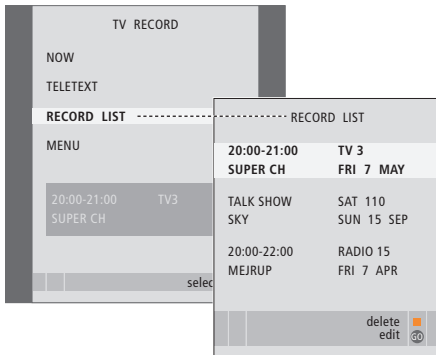 TV RECORD
NOW
TELETEXT
RECORD LIST
MENU
20:00-21:00 TV3
SUPER CH
RECORD LIST
20:00-21:00 TV 3
SUPER CH FRI 7 MAY
TALK SHOW SAT 110
SKY SUN 15 SEP
20:00-22:00 RADIO 15
MEJRUP FRI 7 APR
delete
edit GO